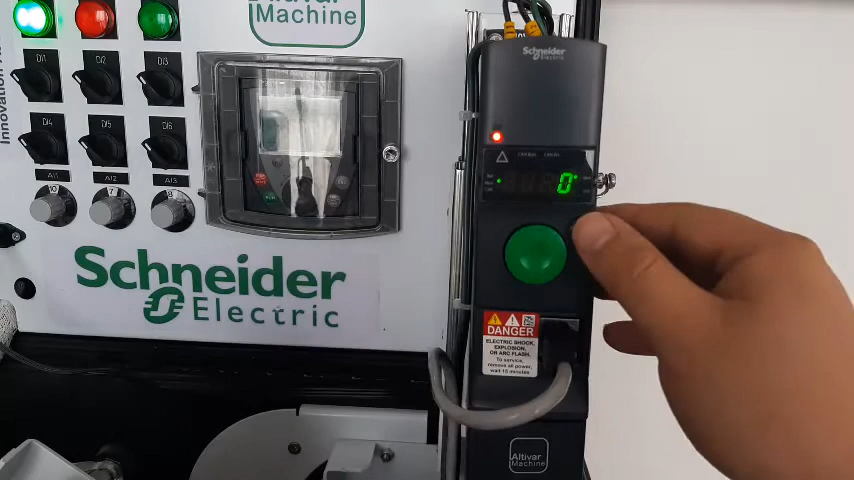 Altivar
Machine
DI1
DI2
DI3
DI4
DI5
DI6
AI1
AI2
AI3
Innovation
Schneider
Electric
Schneider
Electric
0
DANGER
ELECTRIC SHOCK,
EXPLOSION,
OR ARC FLASH
To service,
remove all power,
wait 15 minutes
Altivar
Machine